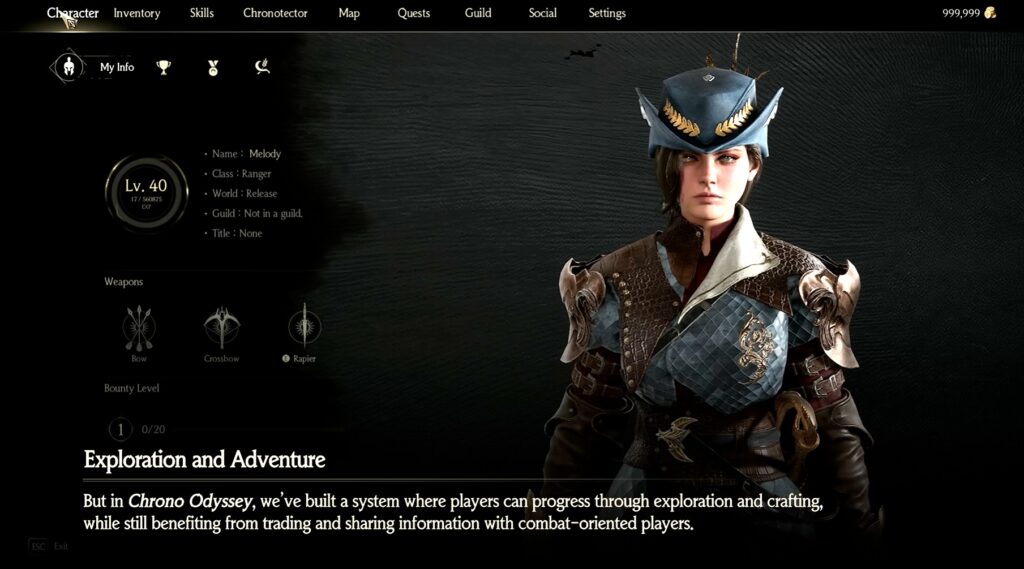 Character Inventory Skills Chronotector Map Quests Guild Social Settings 999,999
My Info
Lv. 40
17 / 560875
EXP
• Name : Melody
• Class : Ranger
• World : Release
• Guild : Not in a guild.
• Title : None
Weapons
Bow Crossbow E Rapier
Bounty Level
1 0/20
Exploration and Adventure
But in Chrono Odyssey, we've built a system where players can progress through exploration and crafting,
while still benefiting from trading and sharing information with combat-oriented players.
ESC Exit